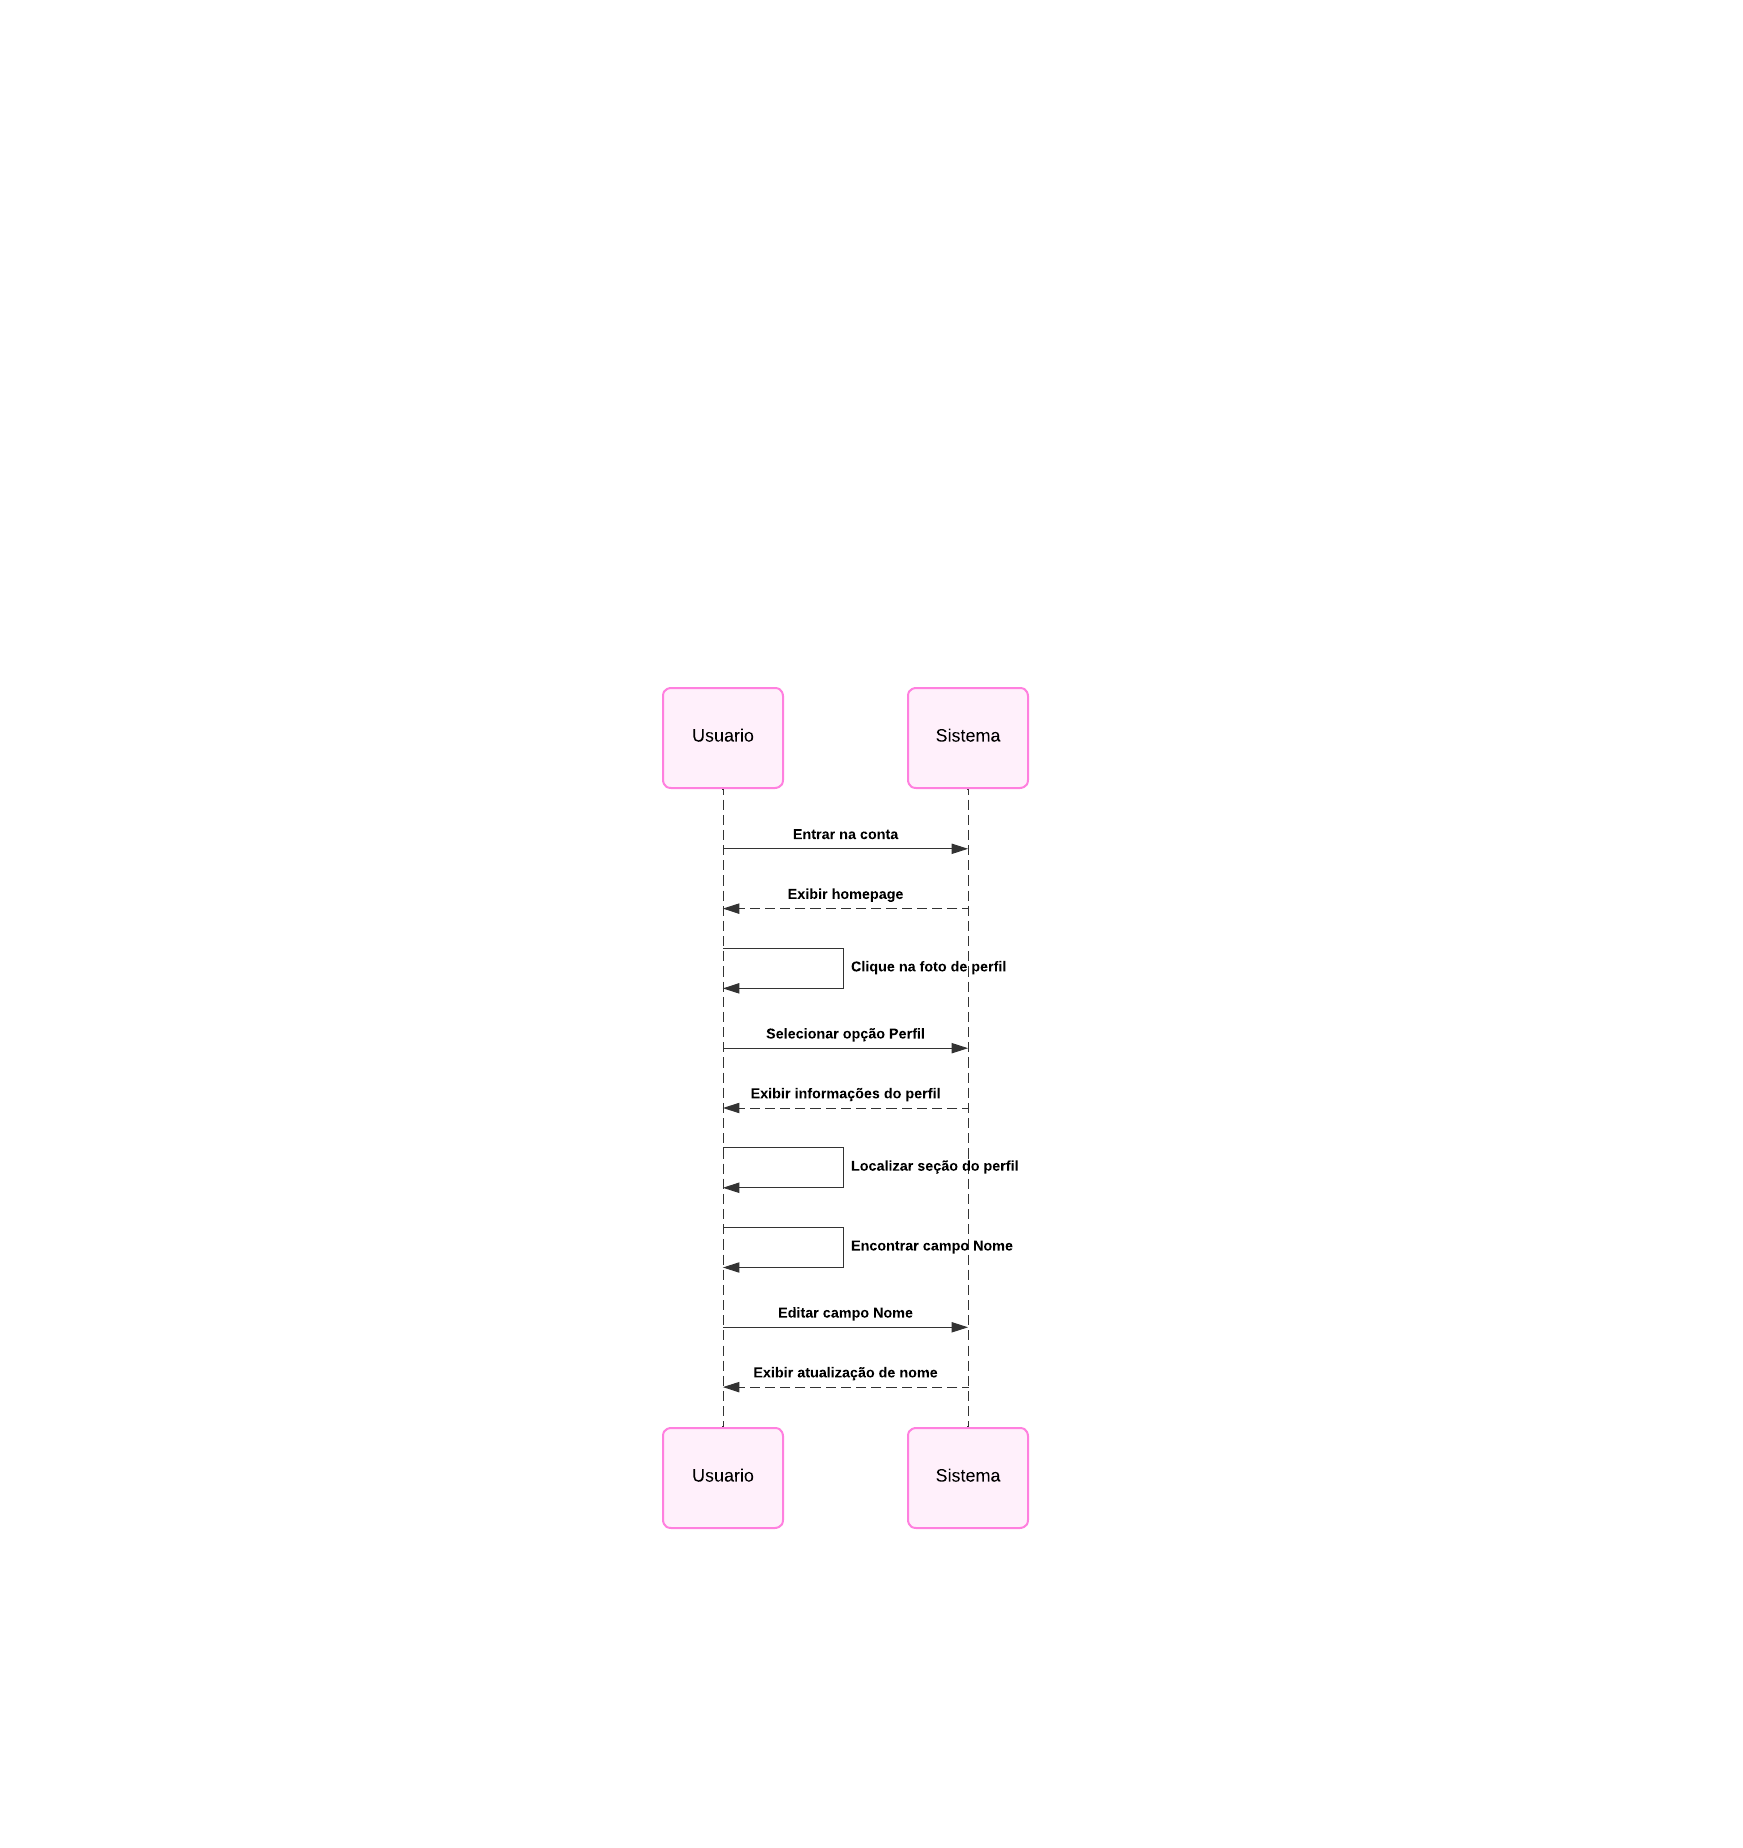 Usuario
Sistema
Entrar na conta
Exibir homepage
Clique na foto de perfil
Selecionar opção Perfil
Exibir informações do perfil
Localizar seção do perfil
Encontrar campo Nome
Editar campo Nome
Exibir atualização de nome
Usuario
Sistema